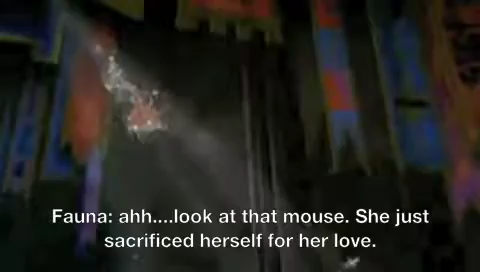 Fauna: ahh....look at that mouse. She just
sacrificed herself for her love.